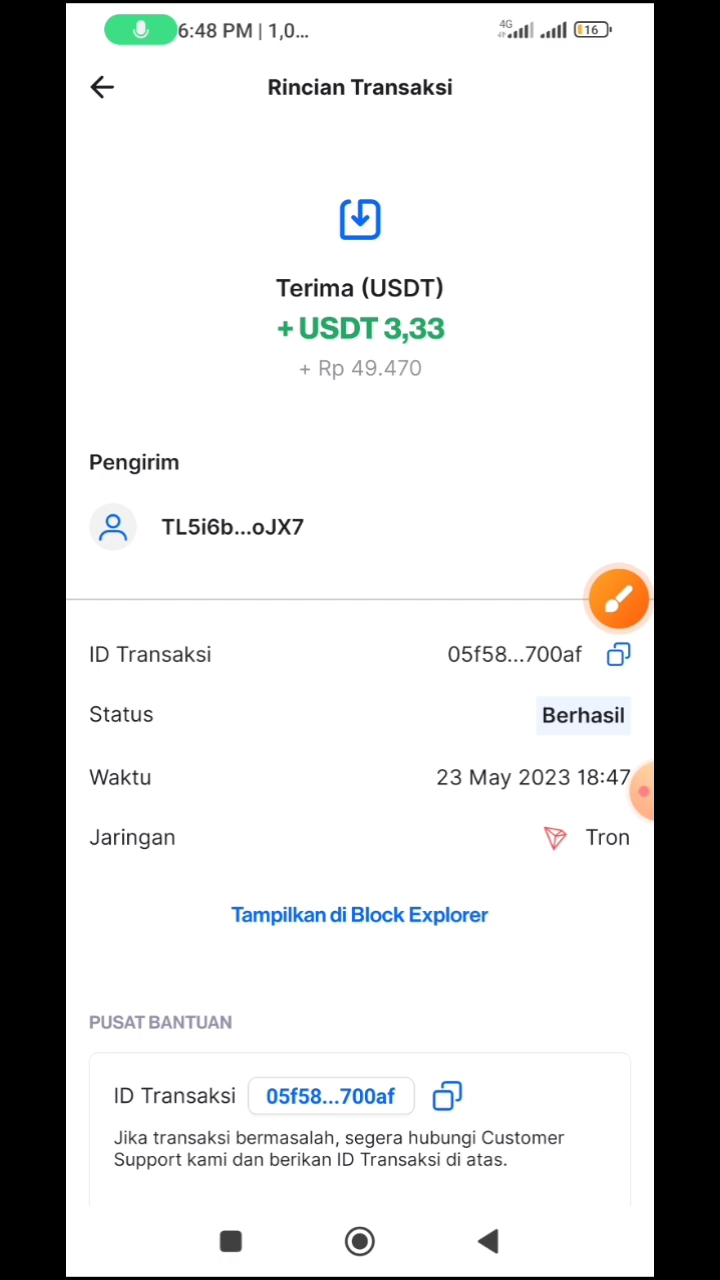 6:48 PM | 1,0...
4G
16
Rincian Transaksi
Terima (USDT)
+ USDT 3,33
+ Rp 49.470
Pengirim
TL5i6b...oJX7
ID Transaksi 05f58...700af
Status Berhasil
Waktu 23 May 2023 18:47
Jaringan Tron
Tampilkan di Block Explorer
PUSAT BANTUAN
ID Transaksi 05f58...700af
Jika transaksi bermasalah, segera hubungi Customer
Support kami dan berikan ID Transaksi di atas.